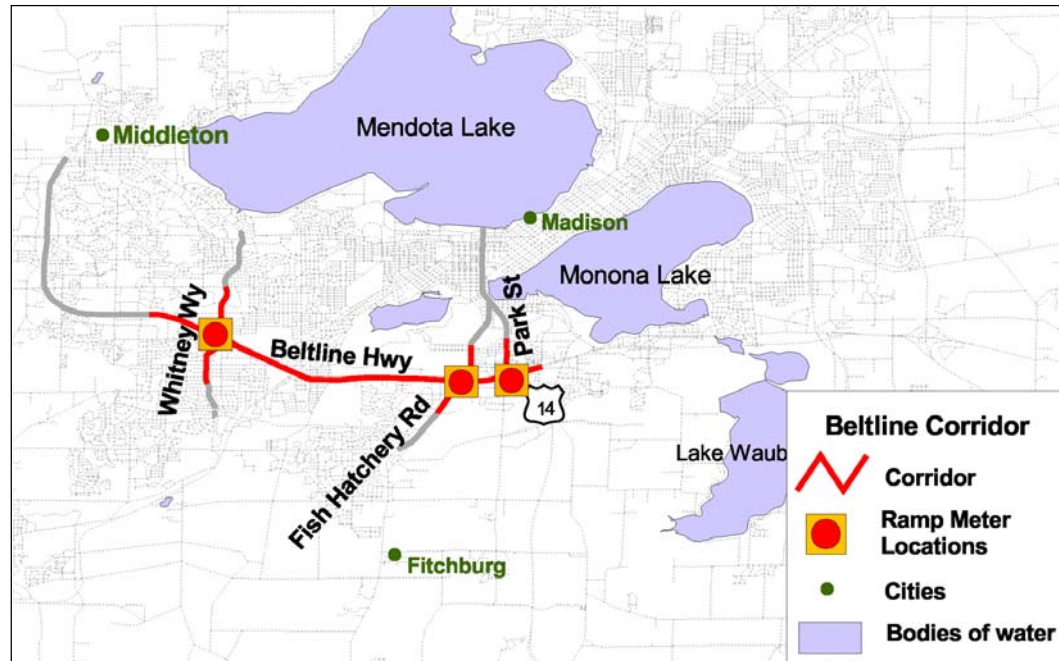 Mendota Lake
Middleton
Madison
Monona Lake
Whitney Wy
Beltline Hwy
Park St
14
Fish Hatchery Rd
Lake Waub
Fitchburg
Beltline Corridor
Corridor
Ramp Meter
Locations
Cities
Bodies of water